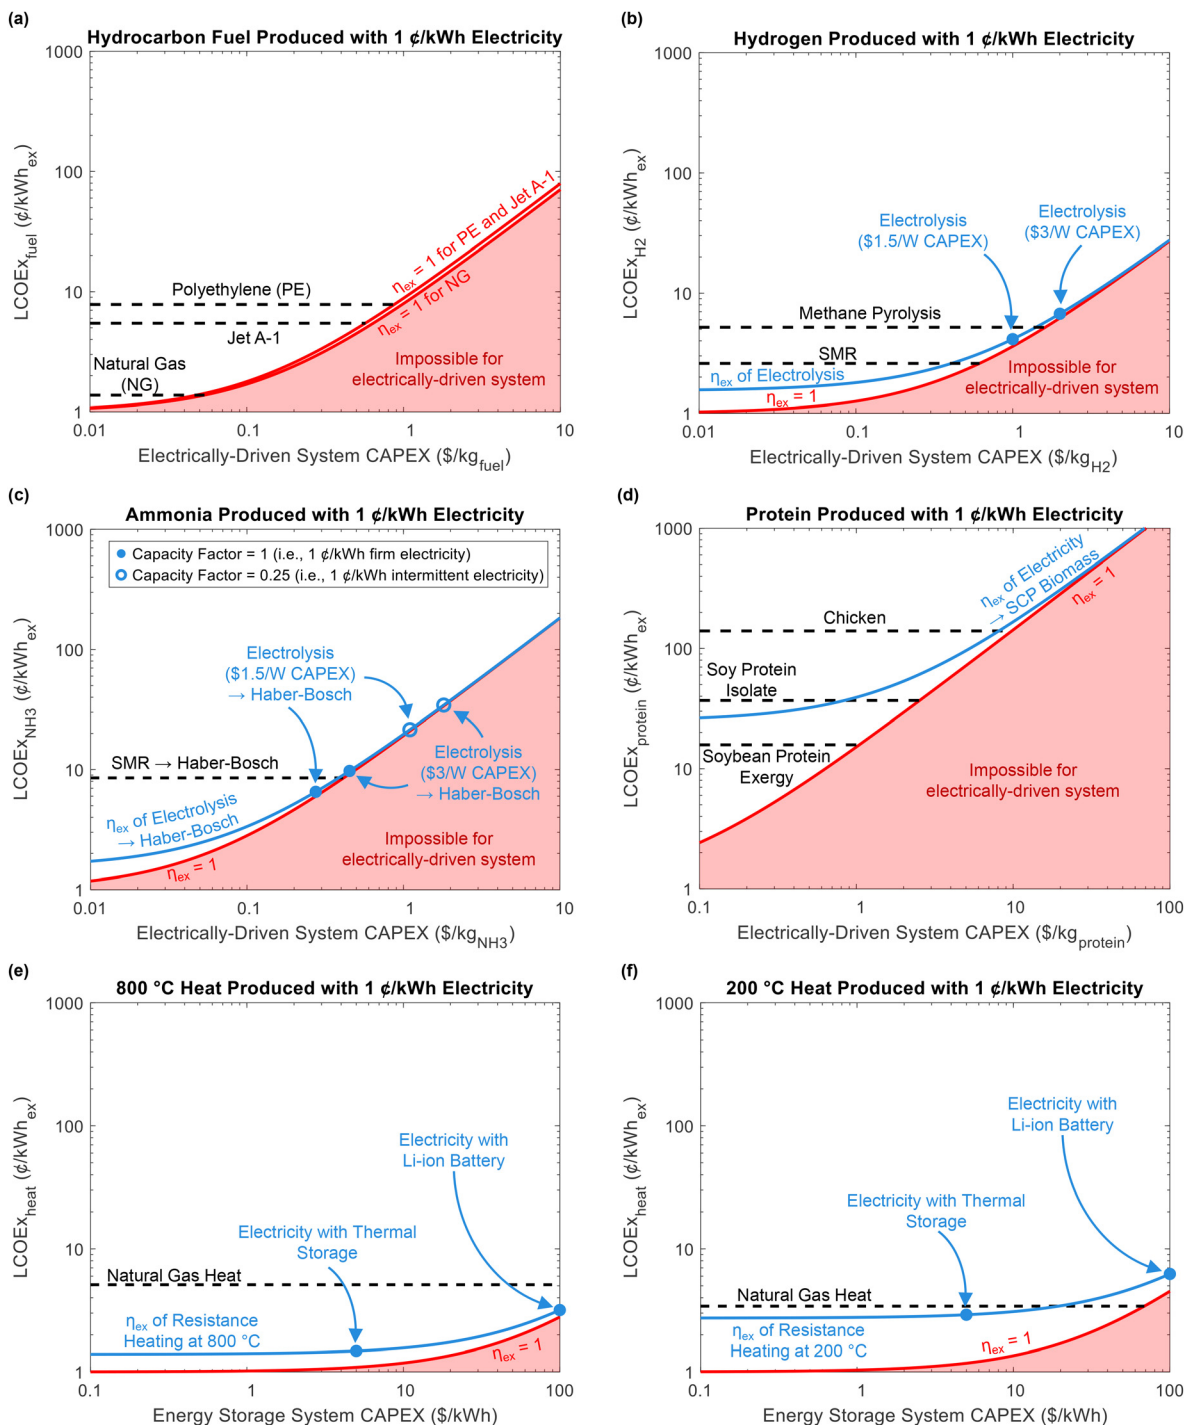 (a)
Hydrocarbon Fuel Produced with 1 ¢/kWh Electricity
1000
100
10
1
0.01
0.1
1
10
LCOEx_fuel (¢/kWh_ex)
η_ex = 1 for PE and Jet A-1
η_ex = 1 for NG
Polyethylene (PE)
Jet A-1
Natural Gas
(NG)
Impossible for
electrically-driven system
Electrically-Driven System CAPEX ($/kg_fuel)
(b)
Hydrogen Produced with 1 ¢/kWh Electricity
1000
100
10
1
0.01
0.1
1
10
LCOEx_H2 (¢/kWh_ex)
Electrolysis
($1.5/W CAPEX)
Electrolysis
($3/W CAPEX)
Methane Pyrolysis
SMR
η_ex of Electrolysis
η_ex = 1
Impossible for
electrically-driven system
Electrically-Driven System CAPEX ($/kg_H2)
(c)
Ammonia Produced with 1 ¢/kWh Electricity
1000
100
10
1
0.01
0.1
1
10
LCOEx_NH3 (¢/kWh_ex)
Capacity Factor = 1 (i.e., 1 ¢/kWh firm electricity)
Capacity Factor = 0.25 (i.e., 1 ¢/kWh intermittent electricity)
Electrolysis
($1.5/W CAPEX)
→ Haber-Bosch
SMR → Haber-Bosch
Electrolysis
($3/W CAPEX)
→ Haber-Bosch
η_ex of Electrolysis
→ Haber-Bosch
η_ex = 1
Impossible for
electrically-driven system
Electrically-Driven System CAPEX ($/kg_NH3)
(d)
Protein Produced with 1 ¢/kWh Electricity
1000
100
10
1
0.1
1
10
100
LCOEx_protein (¢/kWh_ex)
η_ex of Electricity
→ SCP Biomass
η_ex = 1
Chicken
Soy Protein
Isolate
Soybean Protein
Exergy
Impossible for
electrically-driven system
Electrically-Driven System CAPEX ($/kg_protein)
(e)
800 °C Heat Produced with 1 ¢/kWh Electricity
1000
100
10
1
0.1
1
10
100
LCOEx_heat (¢/kWh_ex)
Electricity with
Li-ion Battery
Electricity with Thermal
Storage
Natural Gas Heat
η_ex of Resistance
Heating at 800 °C
η_ex = 1
Energy Storage System CAPEX ($/kWh)
(f)
200 °C Heat Produced with 1 ¢/kWh Electricity
1000
100
10
1
0.1
1
10
100
LCOEx_heat (¢/kWh_ex)
Electricity with
Li-ion Battery
Electricity with Thermal
Storage
Natural Gas Heat
η_ex of Resistance
Heating at 200 °C
η_ex = 1
Energy Storage System CAPEX ($/kWh)